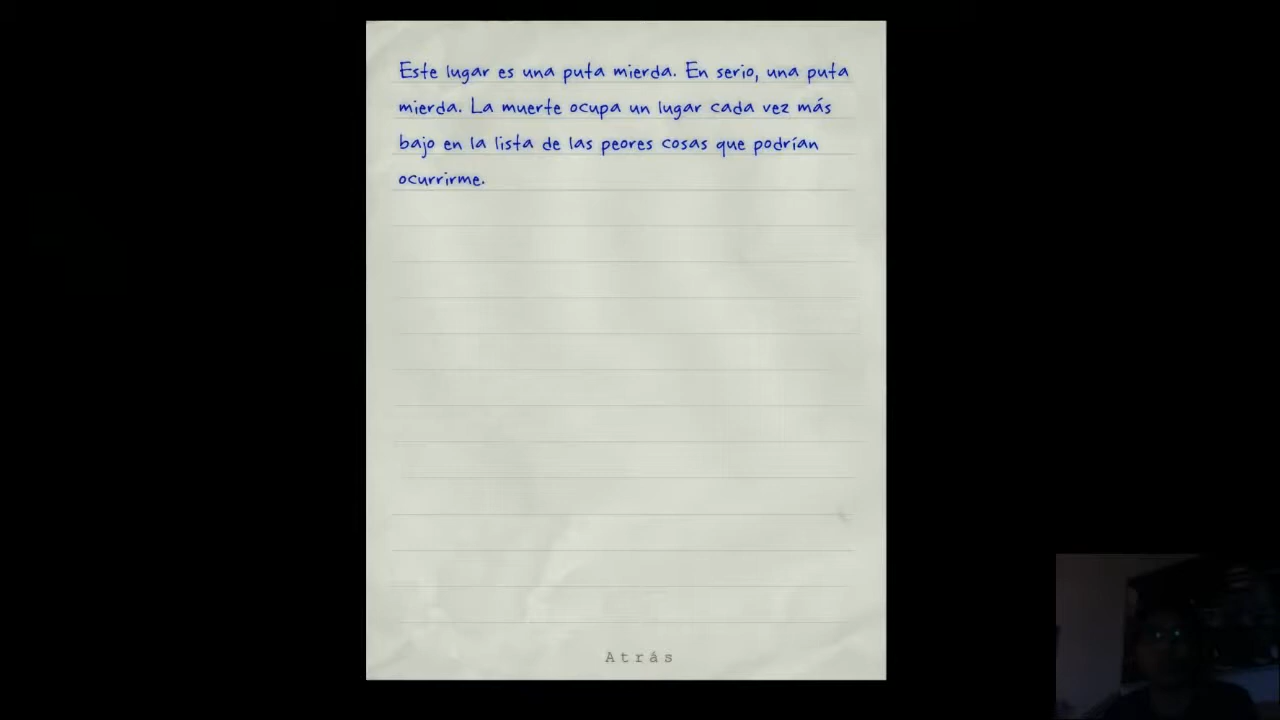 Este lugar es una puta mierda. En serio, una puta
mierda. La muerte ocupa un lugar cada vez más
bajo en la lista de las peores cosas que podrían
ocurrirme.
Atrás